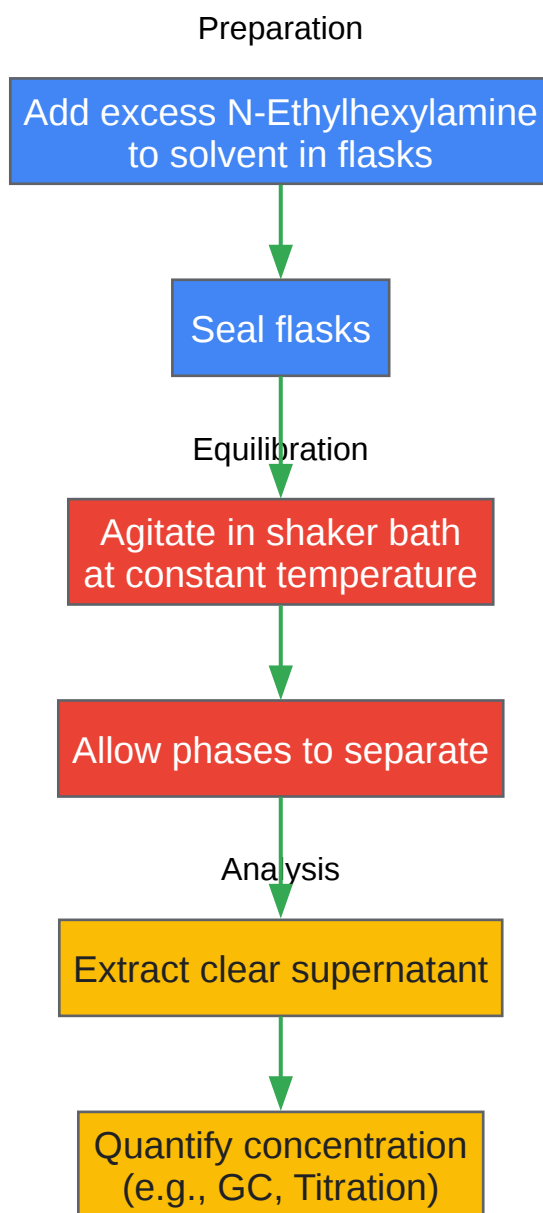 Preparation
Add excess N-Ethylhexylamine
to solvent in flasks
Seal flasks
Equilibration
Agitate in shaker bath
at constant temperature
Allow phases to separate
Analysis
Extract clear supernatant
Quantify concentration
(e.g., GC, Titration)